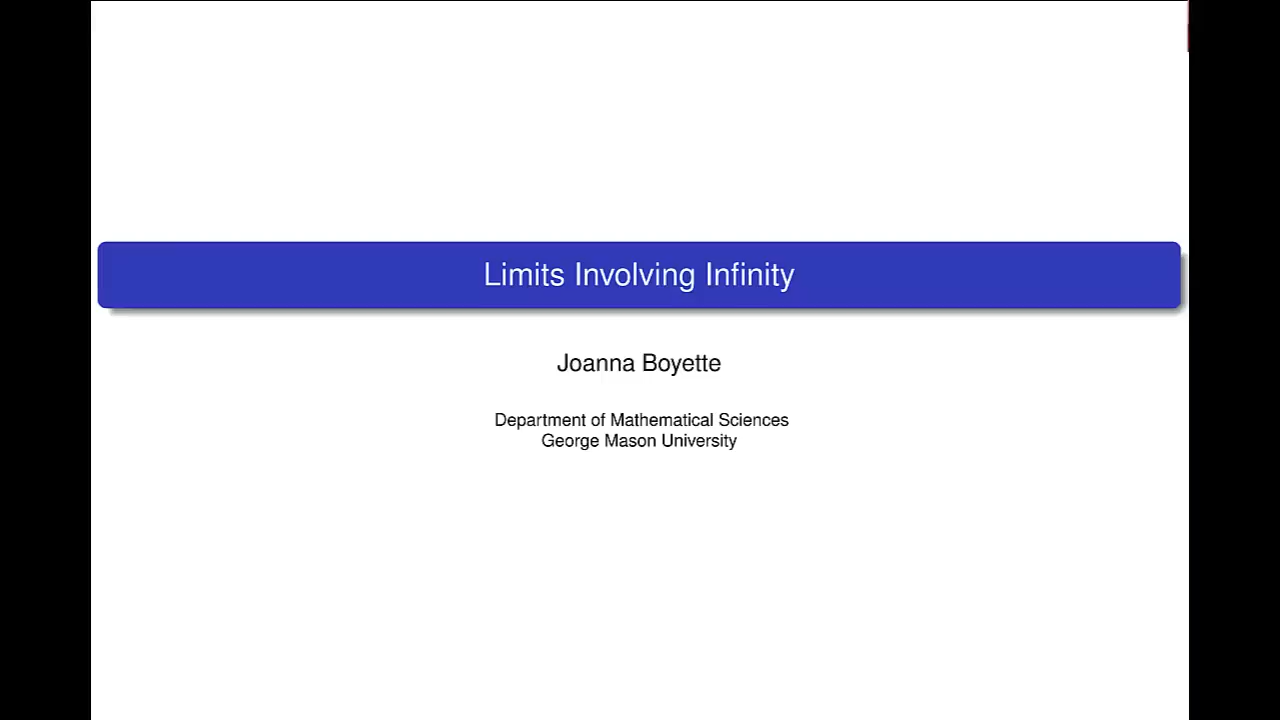 Limits Involving Infinity
Joanna Boyette
Department of Mathematical Sciences
George Mason University